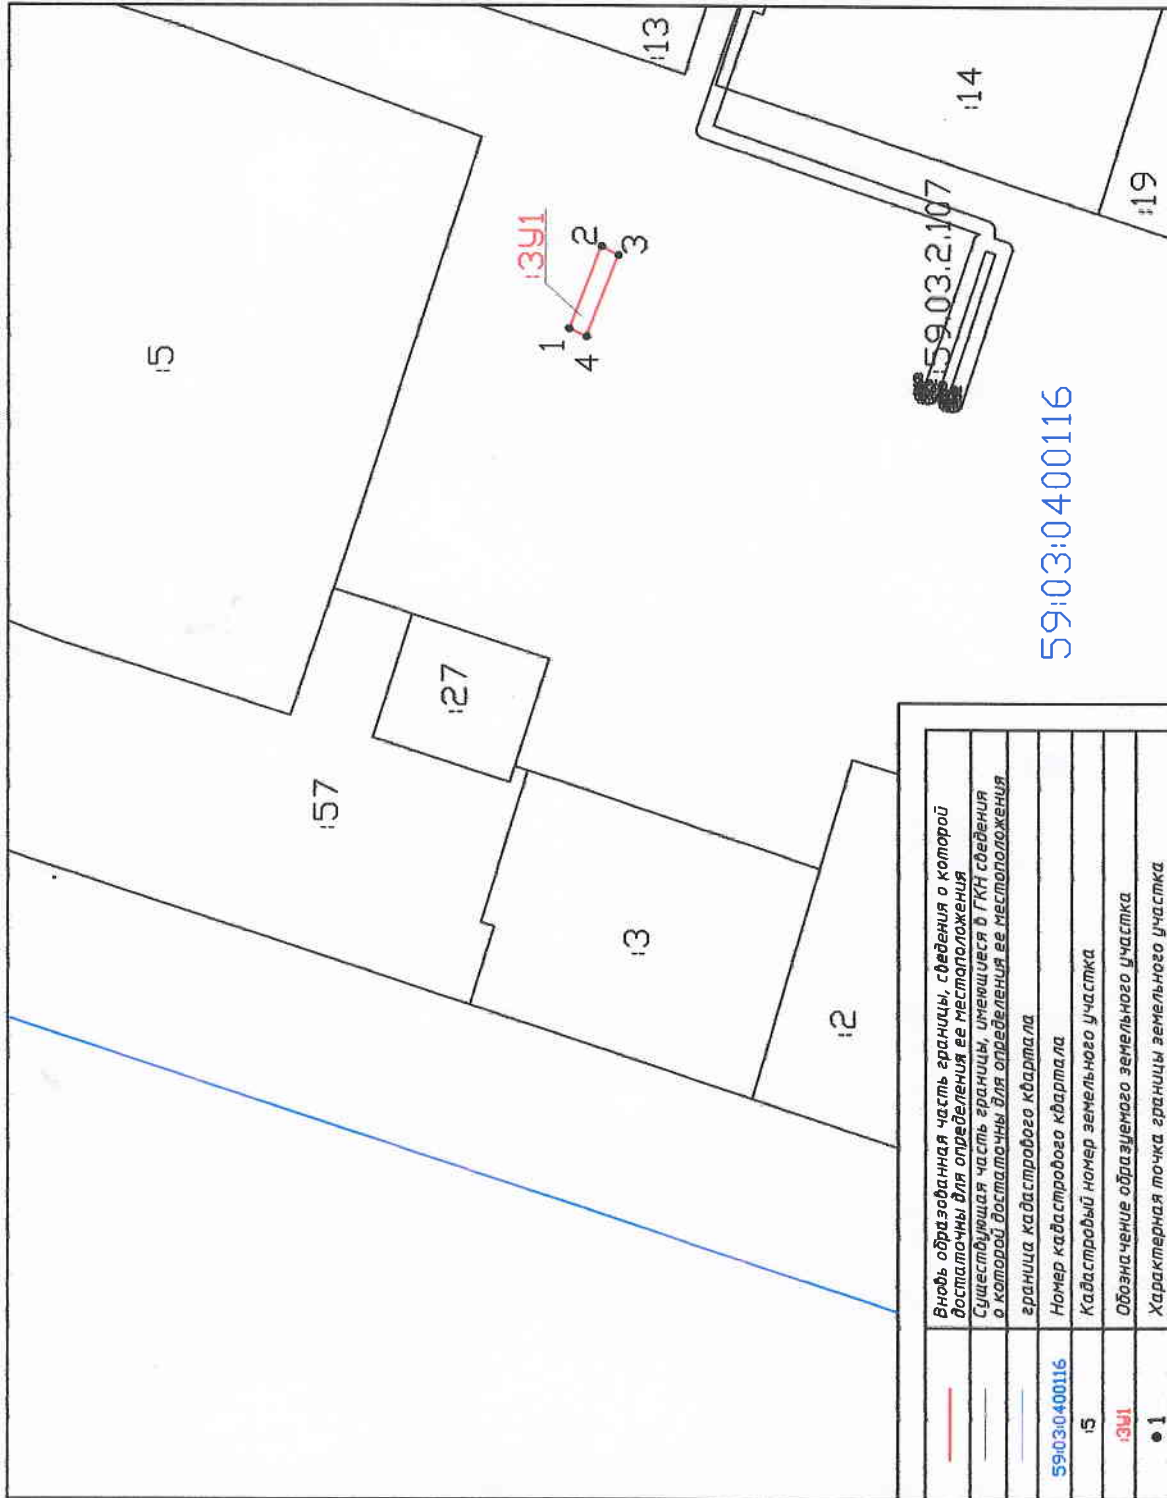 :13
:14
:19
:5
:ЗУ1
1
2
3
4
:59.03.2.107
:27
:57
:3
:2
59:03:0400116
Вновь образованная часть границы, сведения о которой
достаточны для определения ее местоположения
Существующая часть границы, имеющиеся в ГКН сведения
о которой достаточны для определения ее местоположения
граница кадастрового квартала
59:03:0400116 Номер кадастрового квартала
:5 Кадастровый номер земельного участка
:ЗУ1 Обозначение образуемого земельного участка
1 Характерная точка границы земельного участка